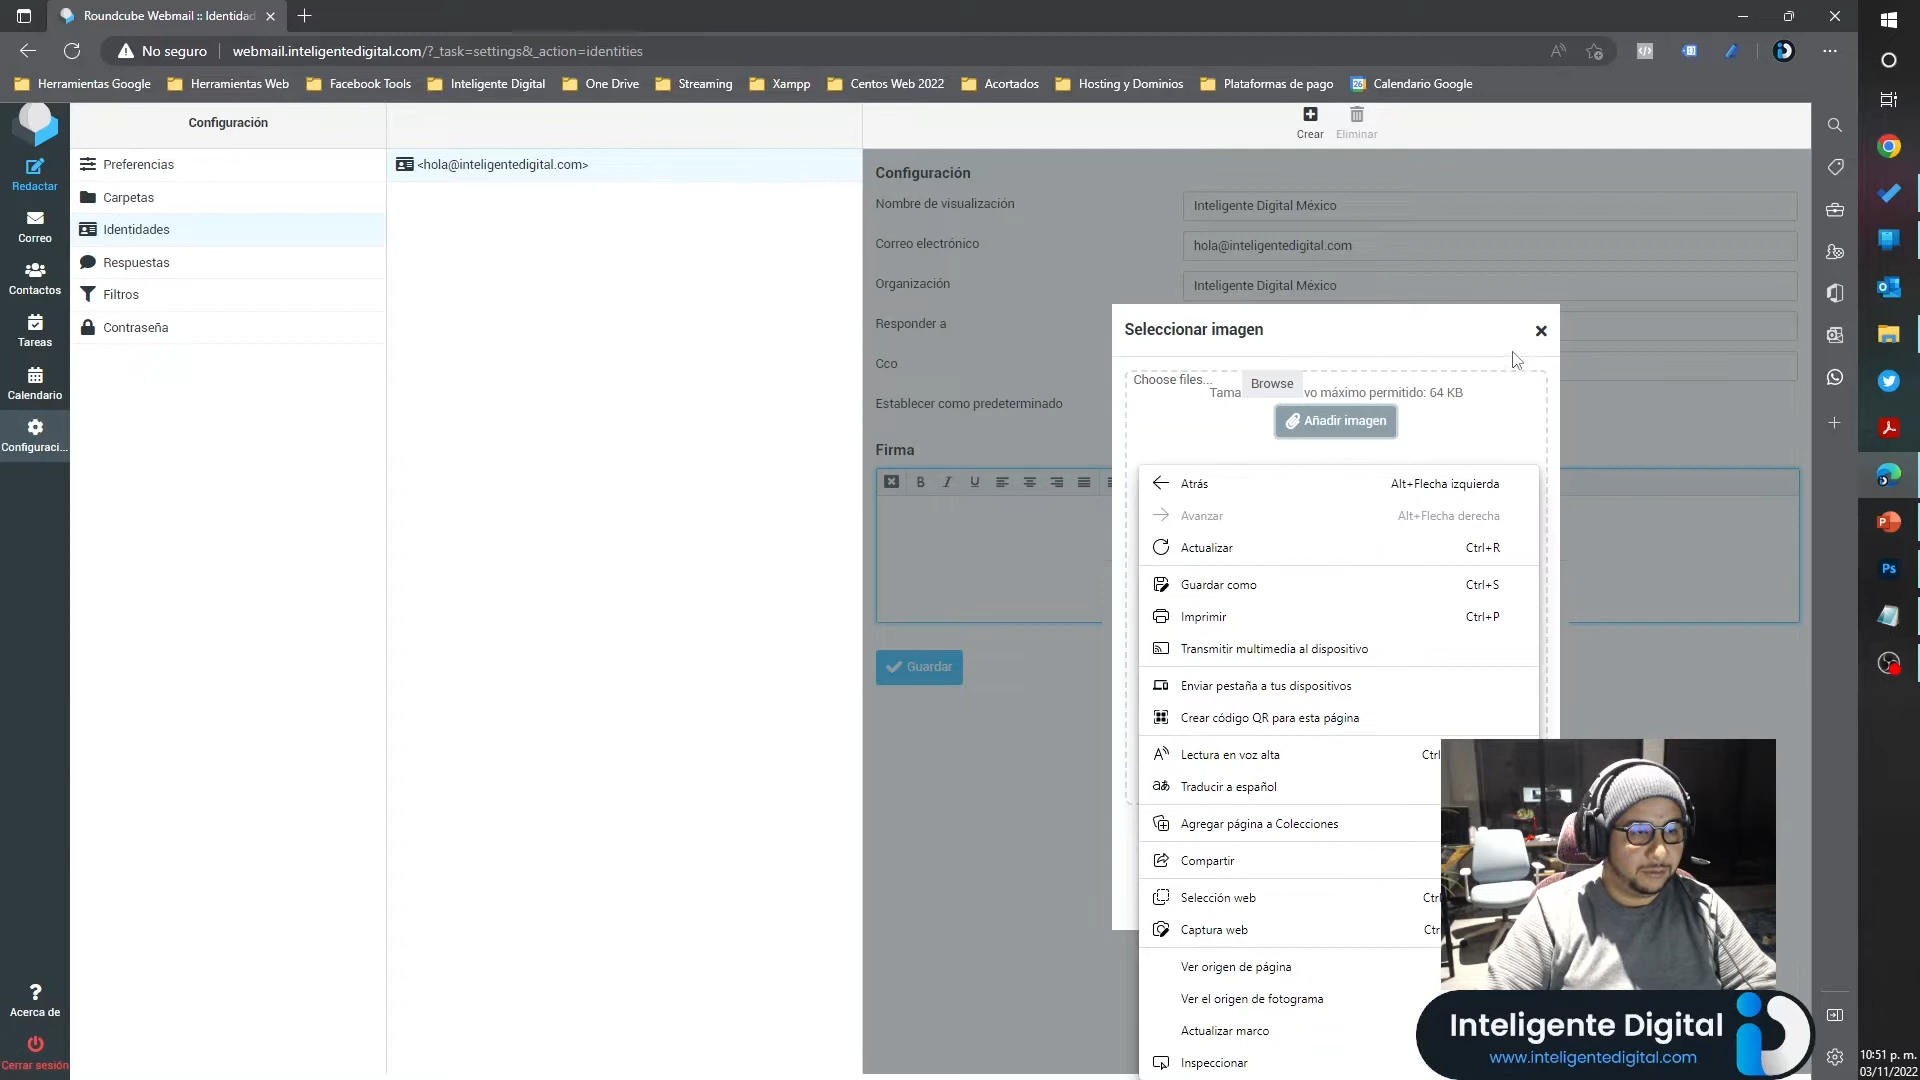 Roundcube Webmail :: Identidad
No seguro
webmail.inteligentedigital.com/?_task=settings&_action=identities
Herramientas Google
Herramientas Web
Facebook Tools
Inteligente Digital
One Drive
Streaming
Xampp
Centos Web 2022
Acortados
Hosting y Dominios
Plataformas de pago
Calendario Google
Redactar
Correo
Contactos
Tareas
Calendario
Configuraci...
Acerca de
Cerrar sesión
Configuración
Preferencias
Carpetas
Identidades
Respuestas
Filtros
Contraseña
<hola@inteligentedigital.com>
Crear
Eliminar
Configuración
Nombre de visualización
Inteligente Digital México
Correo electrónico
hola@inteligentedigital.com
Organización
Inteligente Digital México
Responder a
Cco
Establecer como predeterminado
Firma
B I U
Guardar
Seleccionar imagen
Choose files...
Browse
Tama vo máximo permitido: 64 KB
Añadir imagen
Atrás Alt+Flecha izquierda
Avanzar Alt+Flecha derecha
Actualizar Ctrl+R
Guardar como Ctrl+S
Imprimir Ctrl+P
Transmitir multimedia al dispositivo
Enviar pestaña a tus dispositivos
Crear código QR para esta página
Lectura en voz alta Ctrl
Traducir a español
Agregar página a Colecciones
Compartir
Selección web Ctrl
Captura web Ctr
Ver origen de página
Ver el origen de fotograma
Actualizar marco
Inspeccionar
Inteligente Digital
www.inteligentedigital.com
10:51 p. m.
03/11/2022